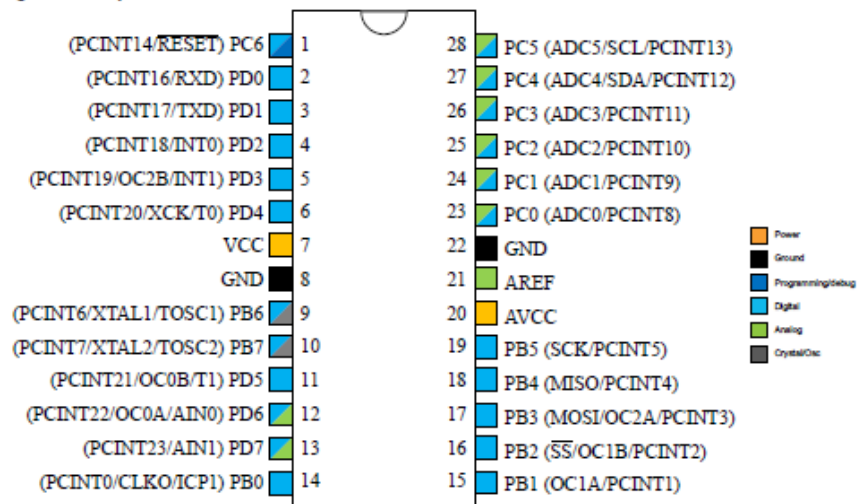 (PCINT14/RESET) PC6 1
(PCINT16/RXD) PD0 2
(PCINT17/TXD) PD1 3
(PCINT18/INT0) PD2 4
(PCINT19/OC2B/INT1) PD3 5
(PCINT20/XCK/T0) PD4 6
VCC 7
GND 8
(PCINT6/XTAL1/TOSC1) PB6 9
(PCINT7/XTAL2/TOSC2) PB7 10
(PCINT21/OC0B/T1) PD5 11
(PCINT22/OC0A/AIN0) PD6 12
(PCINT23/AIN1) PD7 13
(PCINT0/CLKO/ICP1) PB0 14
28 PC5 (ADC5/SCL/PCINT13)
27 PC4 (ADC4/SDA/PCINT12)
26 PC3 (ADC3/PCINT11)
25 PC2 (ADC2/PCINT10)
24 PC1 (ADC1/PCINT9)
23 PC0 (ADC0/PCINT8)
22 GND
21 AREF
20 AVCC
19 PB5 (SCK/PCINT5)
18 PB4 (MISO/PCINT4)
17 PB3 (MOSI/OC2A/PCINT3)
16 PB2 (SS/OC1B/PCINT2)
15 PB1 (OC1A/PCINT1)
Power
Ground
Programming/debug
Digital
Analog
Crystal/Osc